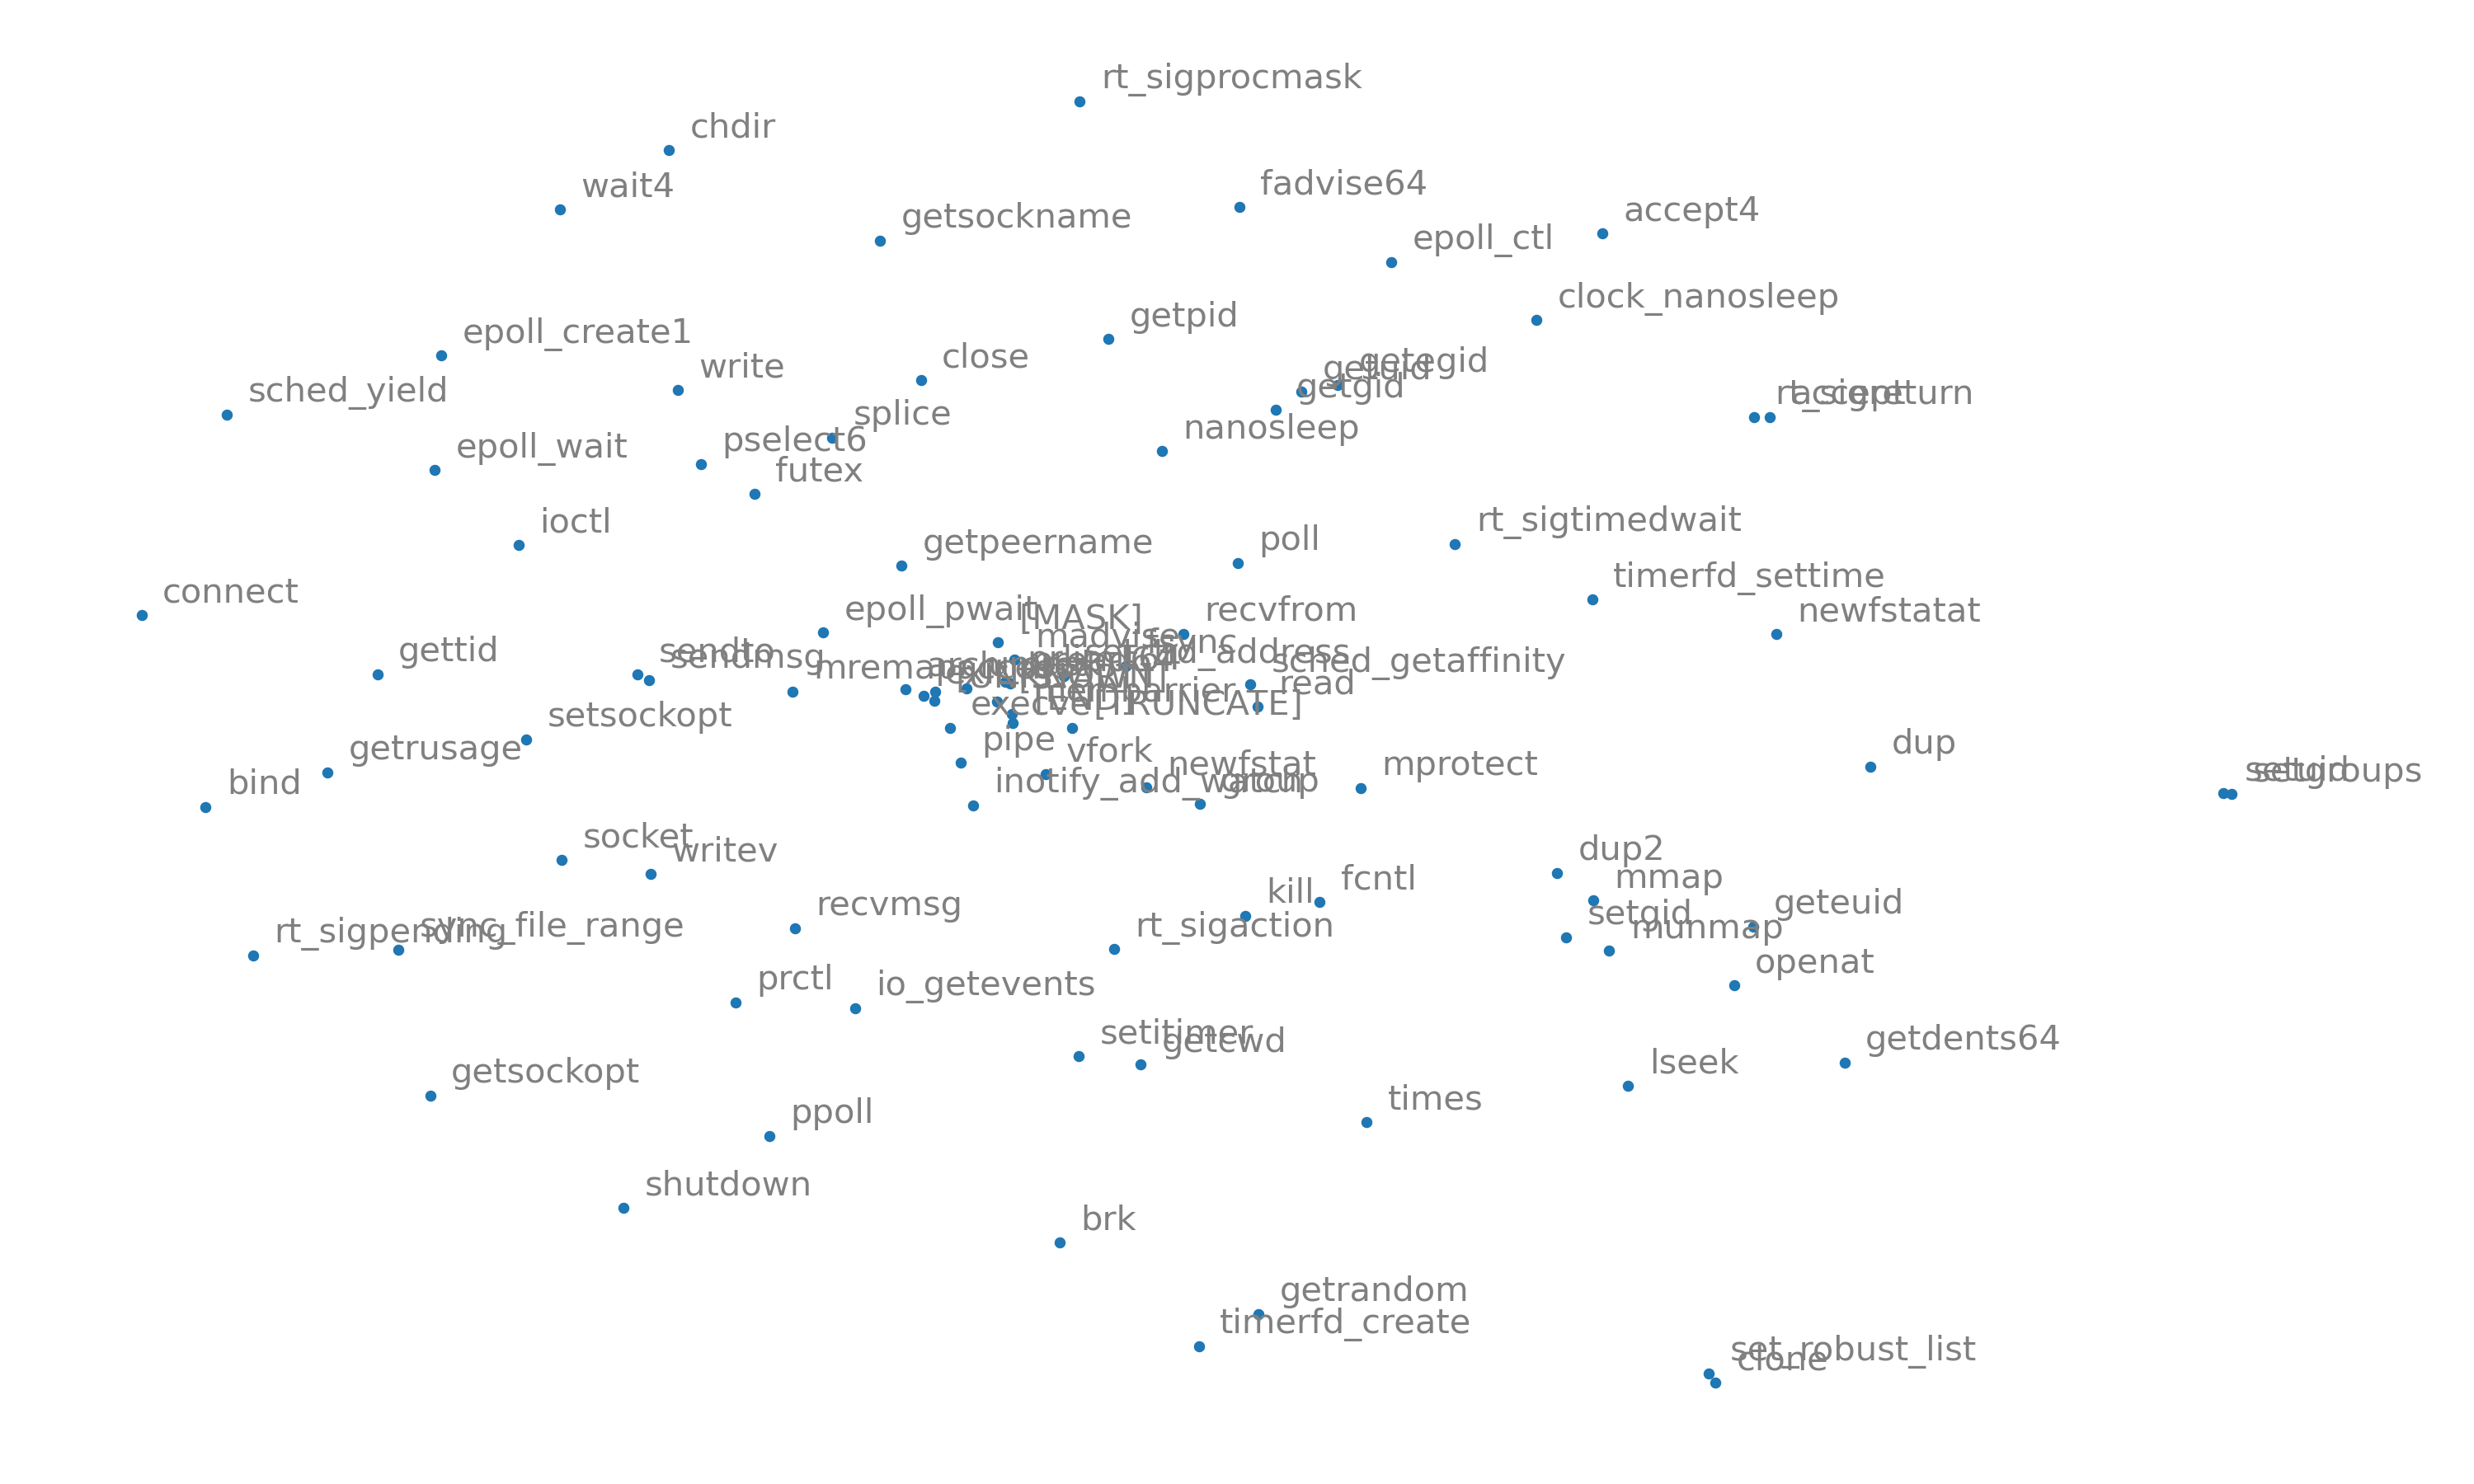 rt_sigprocmask
chdir
wait4
fadvise64
getsockname
accept4
epoll_ctl
clock_nanosleep
getpid
epoll_create1
close
write
getegid
getuid
getgid
sched_yield
rt_sigreturn
accept
splice
nanosleep
pselect6
epoll_wait
futex
ioctl
rt_sigtimedwait
getpeername
poll
timerfd_settime
connect
epoll_pwait
[MASK]
recvfrom
newfstatat
madvise
fsync
gettid
sendto
sendmsg
mremap
sched_getaffinity
read
execve
[TRUNCATE]
setsockopt
pipe
vfork
getrusage
newfstat
mprotect
dup
bind
inotify_add_watch
setuid
setgroups
socket
writev
dup2
mmap
kill
fcntl
recvmsg
geteuid
setgid
munmap
rt_sigpending
sync_file_range
rt_sigaction
openat
prctl
io_getevents
setitimer
getcwd
getdents64
lseek
getsockopt
times
ppoll
shutdown
brk
getrandom
timerfd_create
set_robust_list
clone